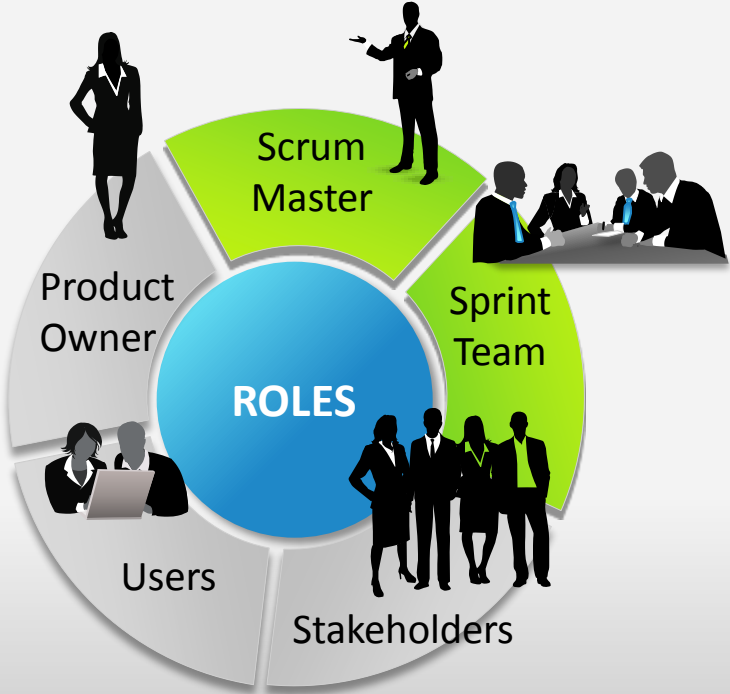 Scrum
Master
Product
Owner
Sprint
Team
ROLES
Users
Stakeholders